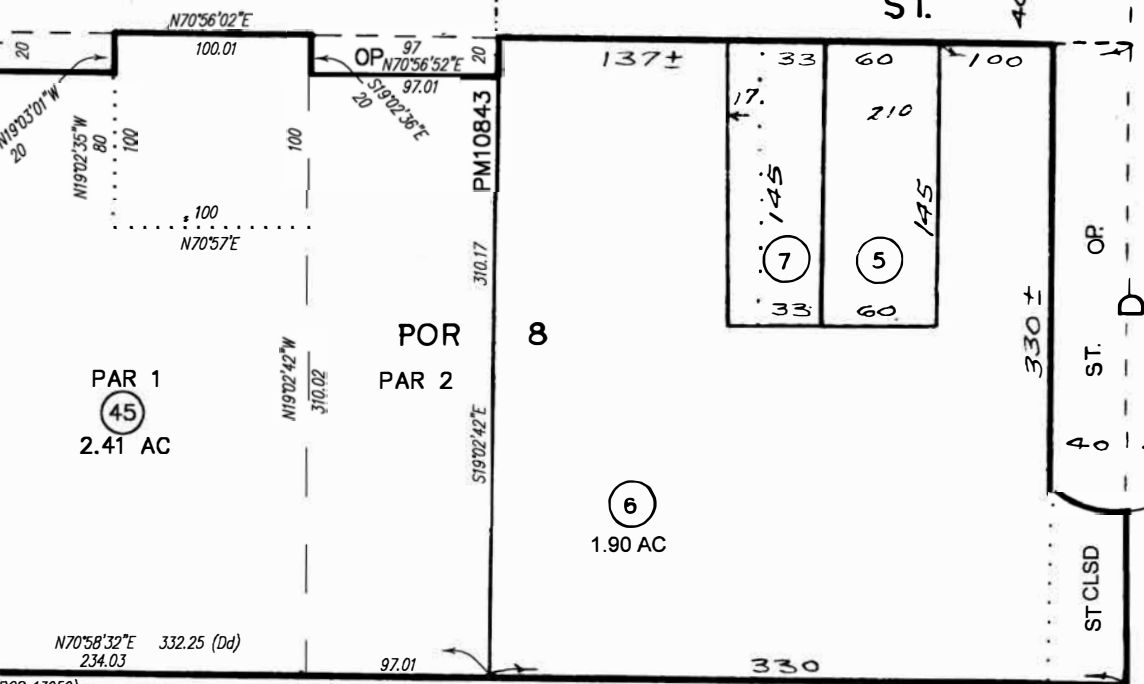 ST.
40
N70°56'02"E
100.01
20
OP
97
N70°56'52"E
97.01
20
137±
33
60
100
N19°03'01"W
20
S19°02'36"E
20
N19°02'35"W
80
100
100
PM10843
17.
210
145
145
100
N70°57'E
OP.
7
5
D
310.17
33
60
330±
POR 8
ST.
PAR 1
PAR 2
45
2.41 AC
N19°02'42"W
310.02
S19°02'42"E
40
6
1.90 AC
ST CLSD
N70°58'32"E 332.25 (Dd)
234.03
97.01
330